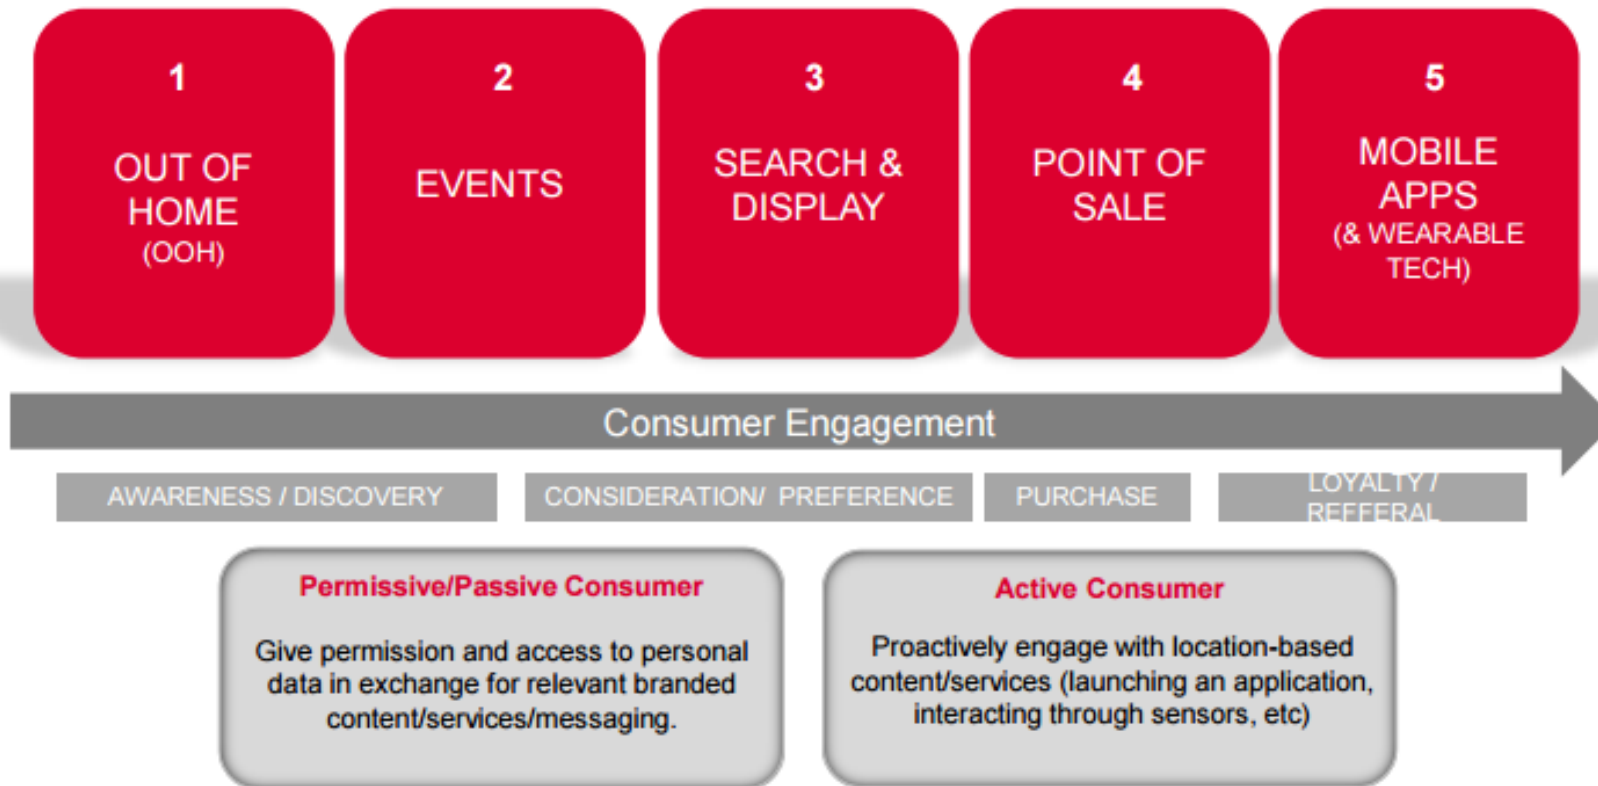 1
OUT OF
HOME
(OOH)
2
EVENTS
3
SEARCH &
DISPLAY
4
POINT OF
SALE
5
MOBILE
APPS
(& WEARABLE
TECH)
Consumer Engagement
AWARENESS / DISCOVERY
CONSIDERATION/ PREFERENCE
PURCHASE
LOYALTY /
REFFERAL
Permissive/Passive Consumer
Give permission and access to personal
data in exchange for relevant branded
content/services/messaging.
Active Consumer
Proactively engage with location-based
content/services (launching an application,
interacting through sensors, etc)